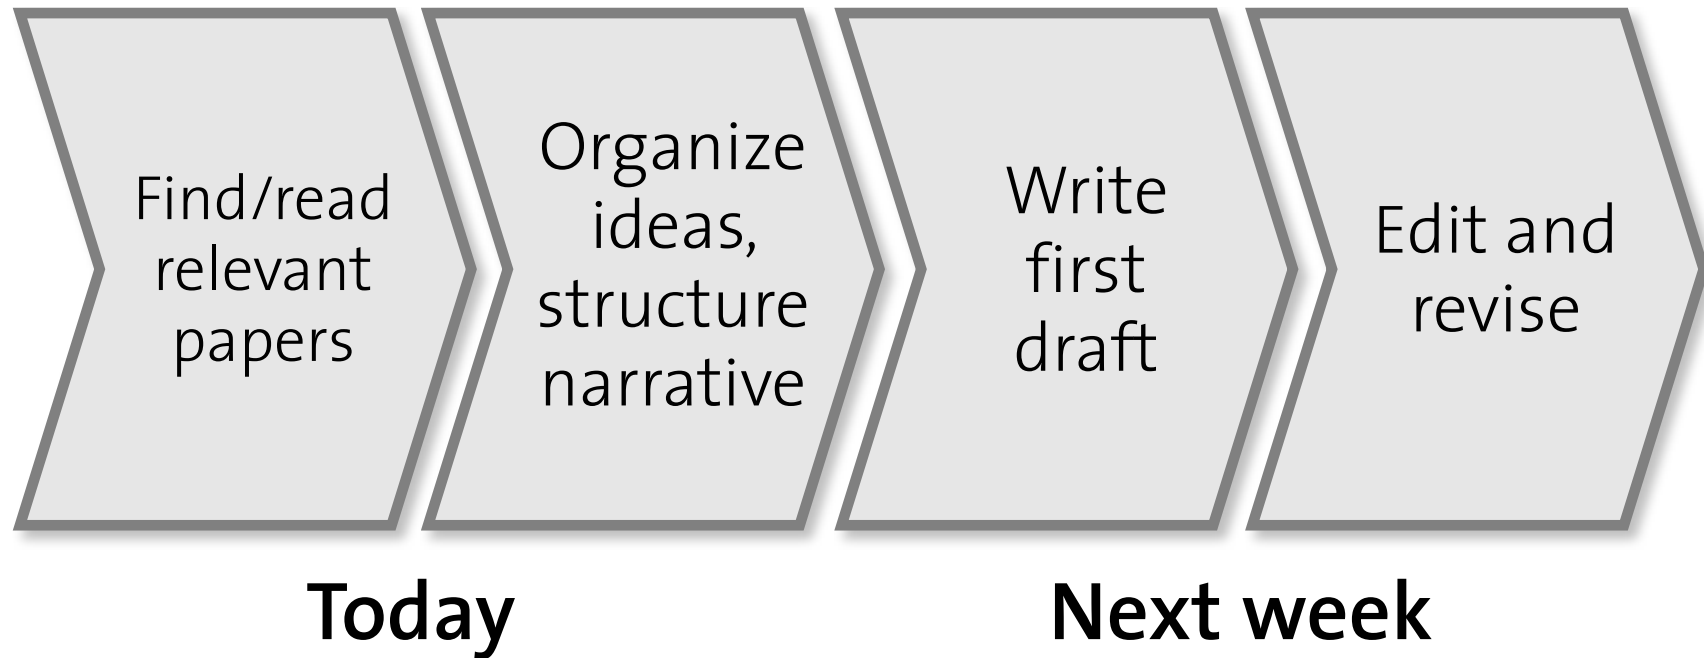 Find/read
relevant
papers
Organize
ideas,
structure
narrative
Write
first
draft
Edit and
revise
Today
Next week